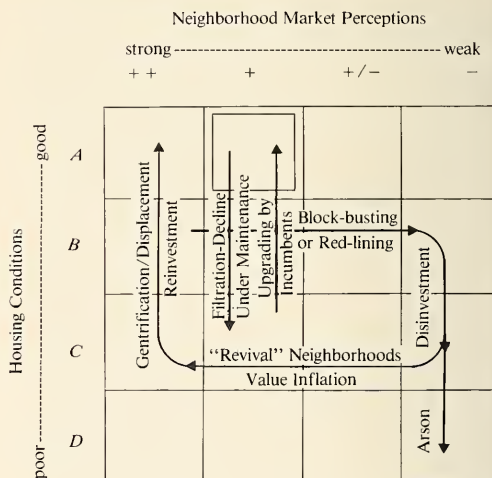 Neighborhood Market Perceptions
strong weak
+ + + +/− −
Housing Conditions
good
poor
A
B
C
D
Gentrification/Displacement
Reinvestment
Filtration-Decline
Under Maintenance
Upgrading by
Incumbents
Block-busting
or Red-lining
Disinvestment
"Revival" Neighborhoods
Value Inflation
Arson